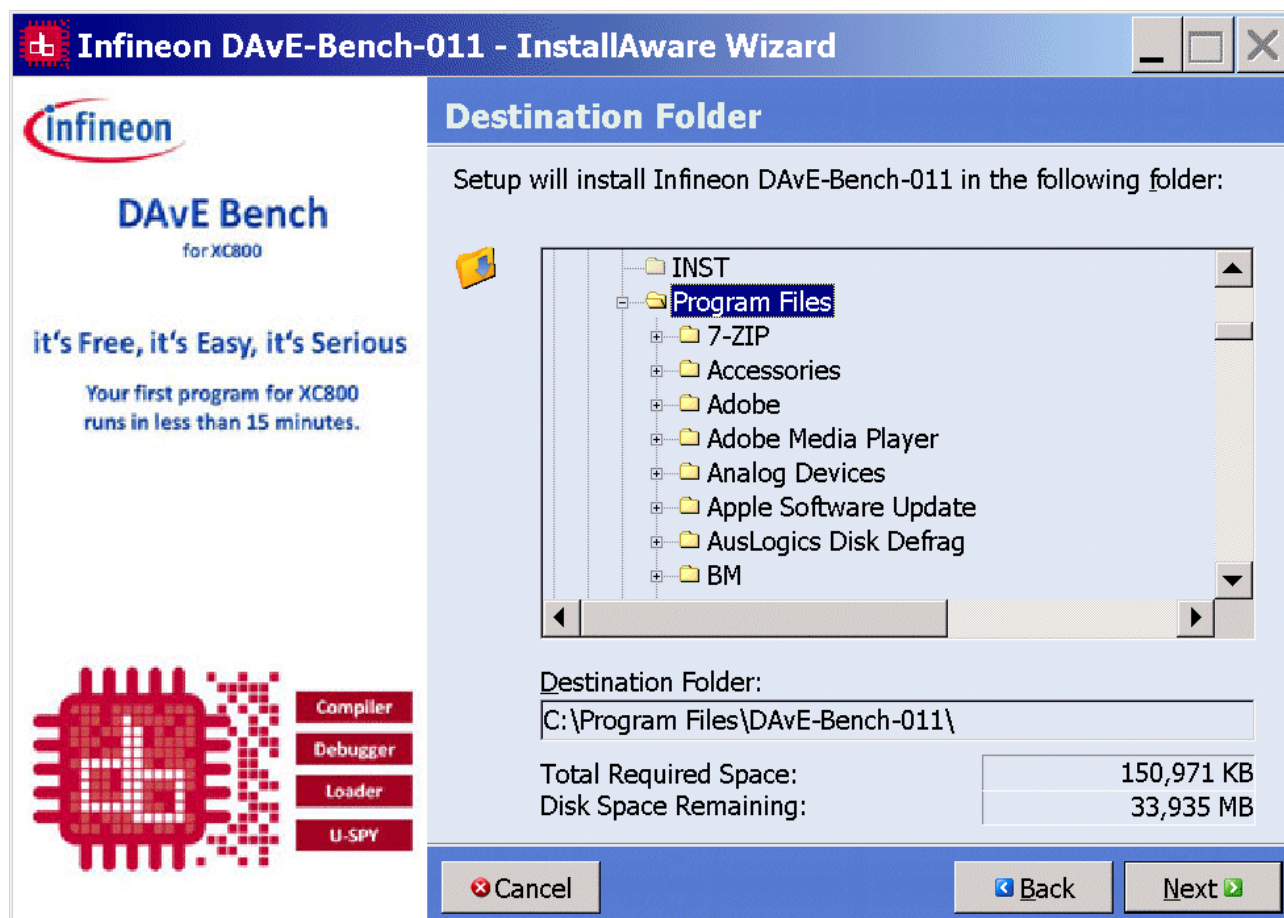 Infineon DAvE-Bench-011 - InstallAware Wizard
infineon
DAvE Bench
for XC800
it's Free, it's Easy, it's Serious
Your first program for XC800
runs in less than 15 minutes.
Compiler
Debugger
Loader
U-SPY
Destination Folder
Setup will install Infineon DAvE-Bench-011 in the following folder:
INST
Program Files
7-ZIP
Accessories
Adobe
Adobe Media Player
Analog Devices
Apple Software Update
AusLogics Disk Defrag
BM
Destination Folder:
C:\Program Files\DAvE-Bench-011\
Total Required Space: 150,971 KB
Disk Space Remaining: 33,935 MB
Cancel Back Next